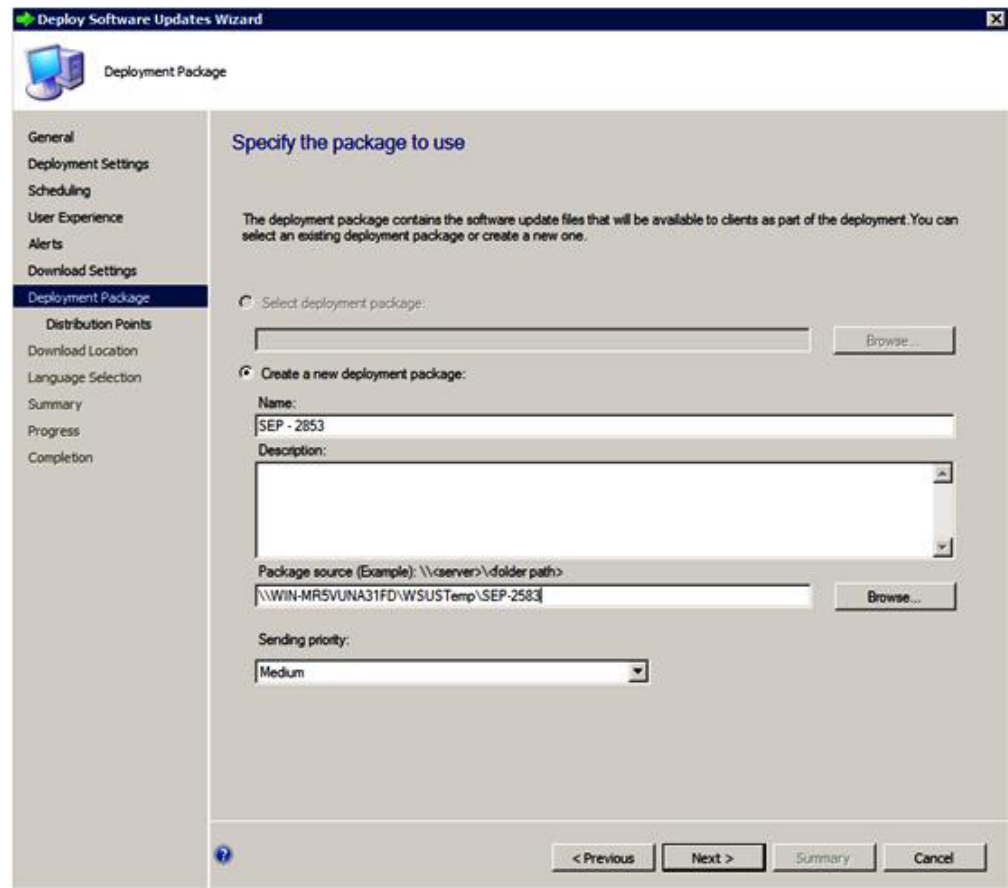 Deploy Software Updates Wizard
Deployment Package
General
Deployment Settings
Scheduling
User Experience
Alerts
Download Settings
Deployment Package
Distribution Points
Download Location
Language Selection
Summary
Progress
Completion
Specify the package to use
The deployment package contains the software update files that will be available to clients as part of the deployment.You can
select an existing deployment package or create a new one.
Select deployment package:
Browse...
Create a new deployment package:
Name:
SEP - 2853
Description:
Package source (Example): \\<server>\<folder path>
\\WIN-MR5VUNA31FD\WSUSTemp\SEP-2583
Browse...
Sending priority:
Medium
< Previous
Next >
Summary
Cancel